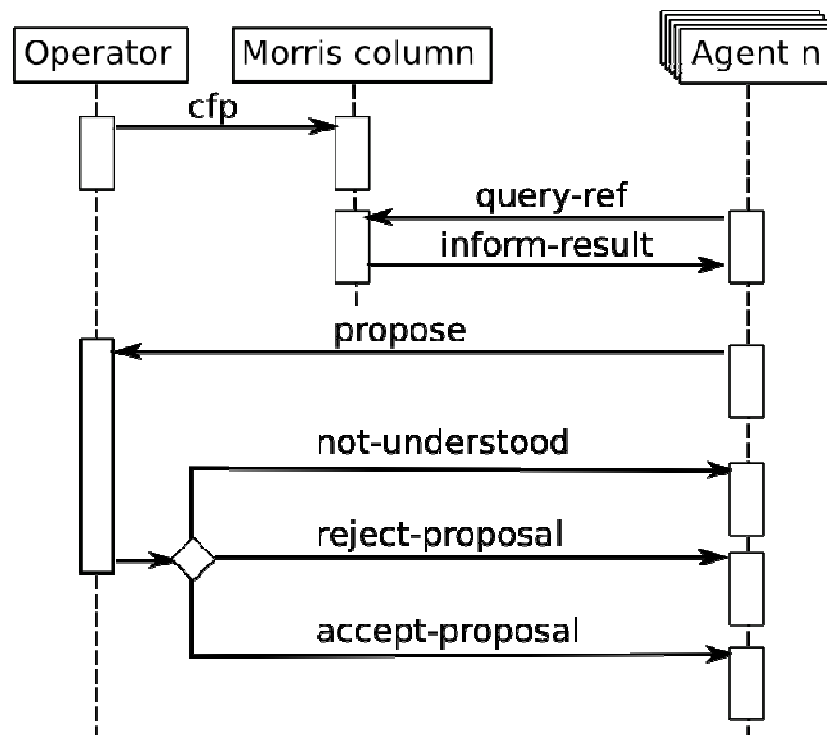 Operator
Morris column
Agent n
cfp
query-ref
inform-result
propose
not-understood
reject-proposal
accept-proposal